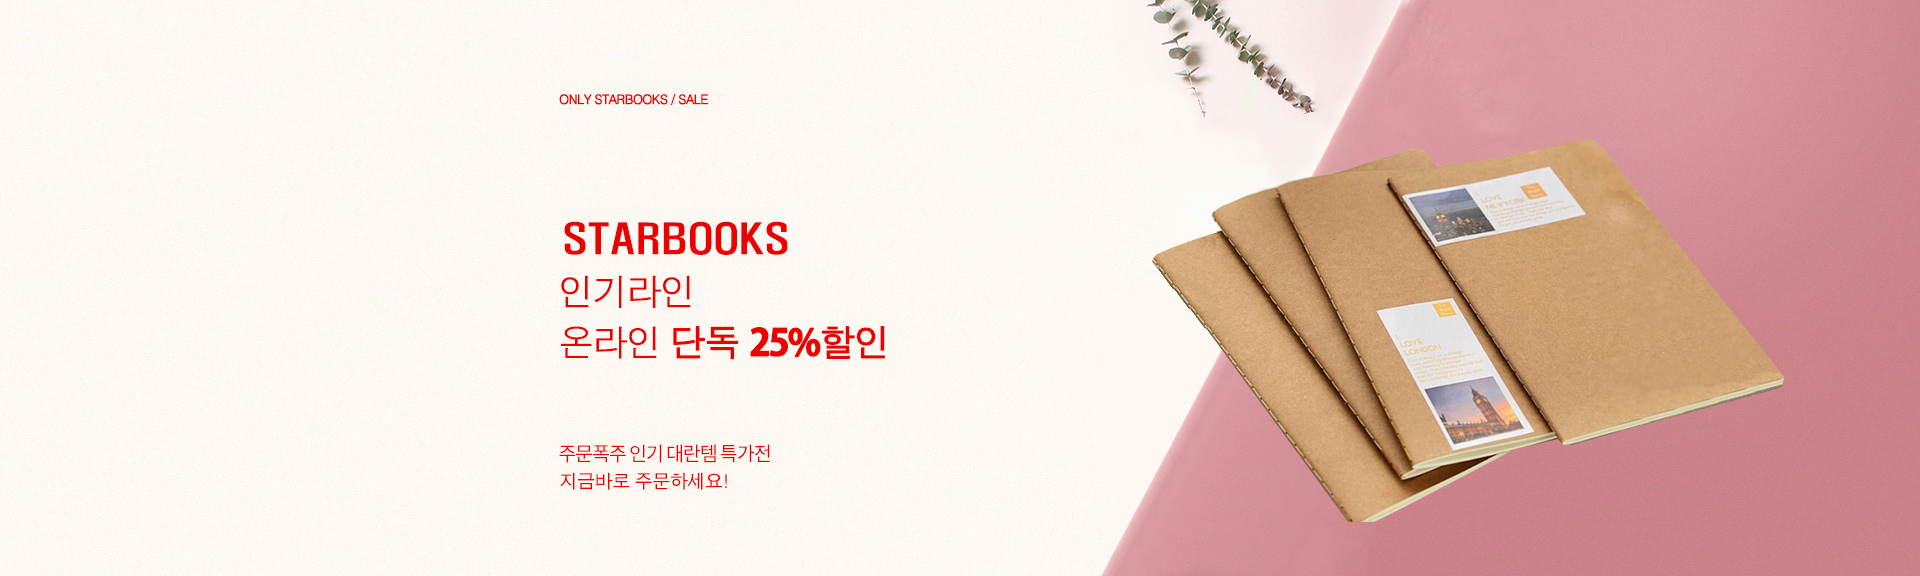 ONLY STARBOOKS / SALE
STARBOOKS
인기라인
온라인 단독 25%할인
주문폭주 인기 대란템 특가전
지금바로 주문하세요!
LOVE
NEWYORK
LOVE
LONDON